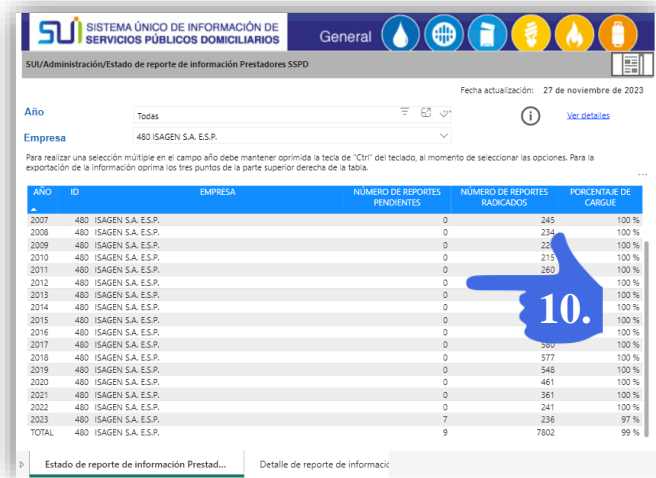 sui SISTEMA ÚNICO DE INFORMACIÓN DE
SERVICIOS PÚBLICOS DOMICILIARIOS
General
SUI/Administración/Estado de reporte de información Prestadores SSPD
Fecha actualización: 27 de noviembre de 2023
Año Todas Ver detalles
Empresa 480 ISAGEN S.A. E.S.P.
Para realizar una selección múltiple en el campo año debe mantener oprimida la tecla de "Ctrl" del teclado, al momento de seleccionar las opciones. Para la
exportación de la información oprima los tres puntos de la parte superior derecha de la tabla.
AÑO ID EMPRESA NÚMERO DE REPORTES PENDIENTES NÚMERO DE REPORTES RADICADOS PORCENTAJE DE CARGUE
2007 480 ISAGEN S.A. E.S.P. 0 245 100 %
2008 480 ISAGEN S.A. E.S.P. 0 234 100 %
2009 480 ISAGEN S.A. E.S.P. 0 100 %
2010 480 ISAGEN S.A. E.S.P. 0 215 100 %
2011 480 ISAGEN S.A. E.S.P. 0 260 100 %
2012 480 ISAGEN S.A. E.S.P. 0 100 %
2013 480 ISAGEN S.A. E.S.P. 0 100 %
2014 480 ISAGEN S.A. E.S.P. 0 100 %
2015 480 ISAGEN S.A. E.S.P. 0 100 %
2016 480 ISAGEN S.A. E.S.P. 0 100 %
2017 480 ISAGEN S.A. E.S.P. 0 580 100 %
2018 480 ISAGEN S.A. E.S.P. 0 577 100 %
2019 480 ISAGEN S.A. E.S.P. 0 548 100 %
2020 480 ISAGEN S.A. E.S.P. 0 461 100 %
2021 480 ISAGEN S.A. E.S.P. 0 361 100 %
2022 480 ISAGEN S.A. E.S.P. 0 241 100 %
2023 480 ISAGEN S.A. E.S.P. 7 236 97 %
TOTAL 480 ISAGEN S.A. E.S.P. 9 7802 99 %
10.
Estado de reporte de información Prestad... Detalle de reporte de